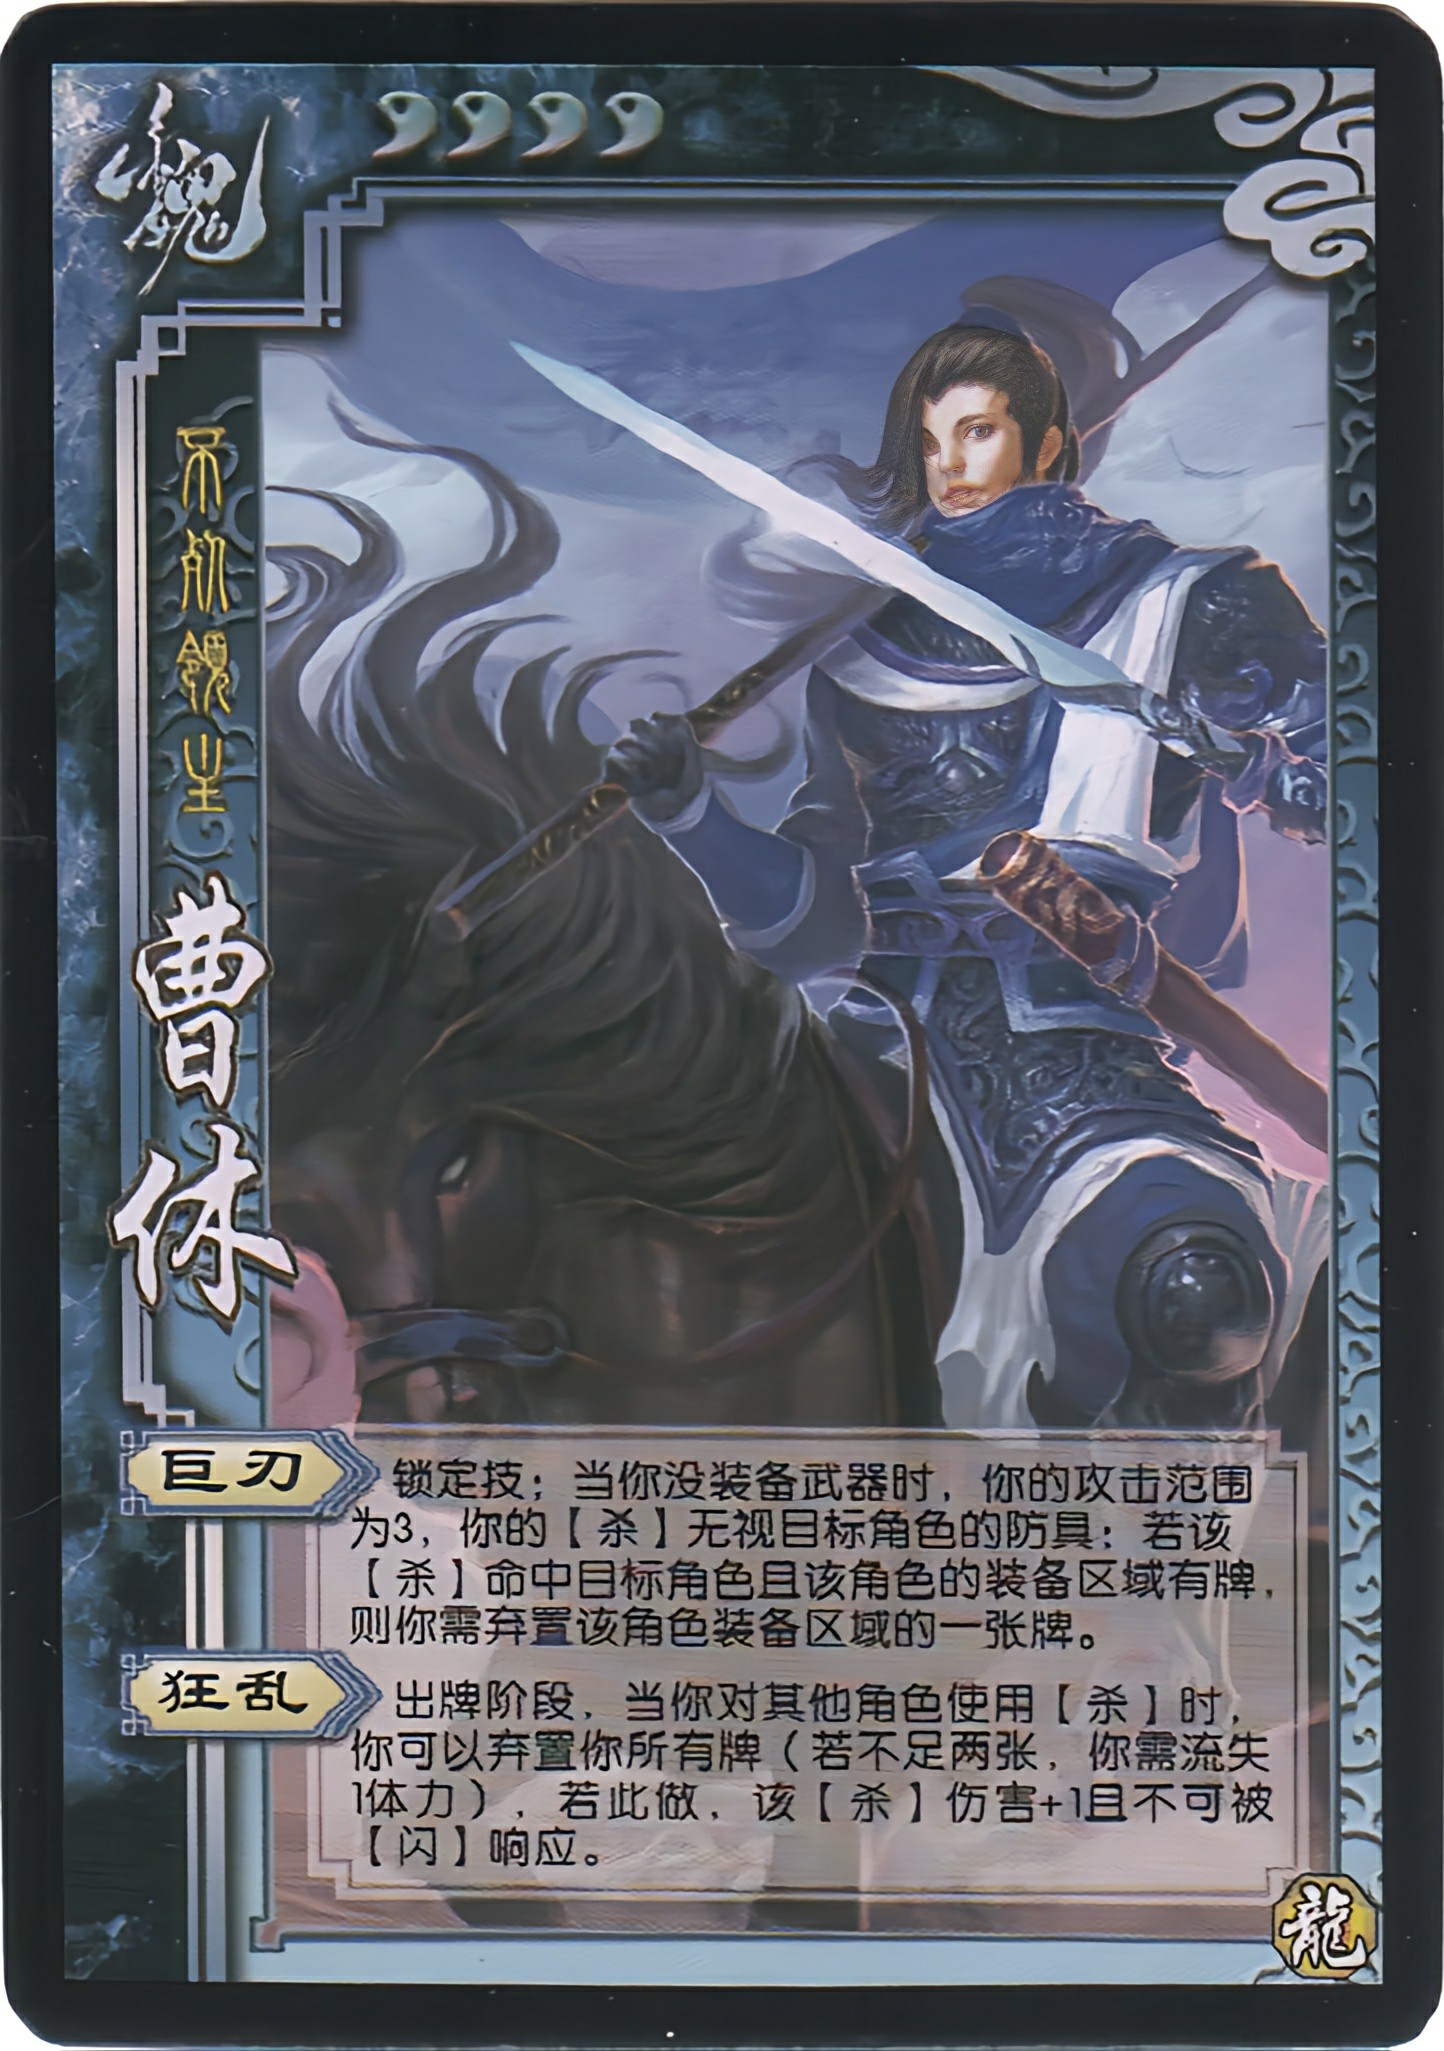 魏
曹休
巨刃
锁定技；当你没装备武器时，你的攻击范围
为3，你的【杀】无视目标角色的防具；若该
【杀】命中目标角色且该角色的装备区域有牌，
则你需弃置该角色装备区域的一张牌。
狂乱
出牌阶段，当你对其他角色使用【杀】时，
你可以弃置你所有牌（若不足两张，你需流失
1体力），若此做，该【杀】伤害+1且不可被
【闪】响应。
龍